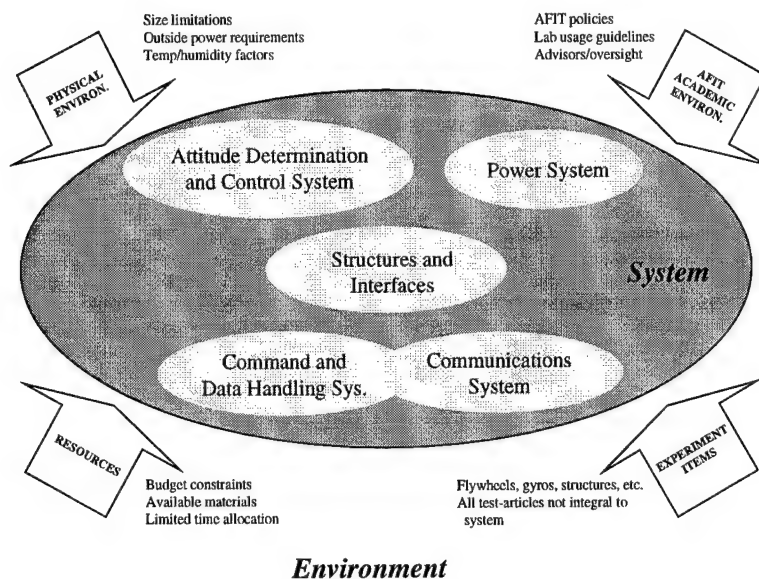 Size limitations
Outside power requirements
Temp/humidity factors
AFIT policies
Lab usage guidelines
Advisors/oversight
PHYSICAL
ENVIRON.
AFIT
ACADEMIC
ENVIRON.
Attitude Determination
and Control System
Power System
Structures and
Interfaces
System
Command and
Data Handling Sys.
Communications
System
RESOURCES
EXPERIMENT
ITEMS
Budget constraints
Available materials
Limited time allocation
Flywheels, gyros, structures, etc.
All test-articles not integral to
system
Environment